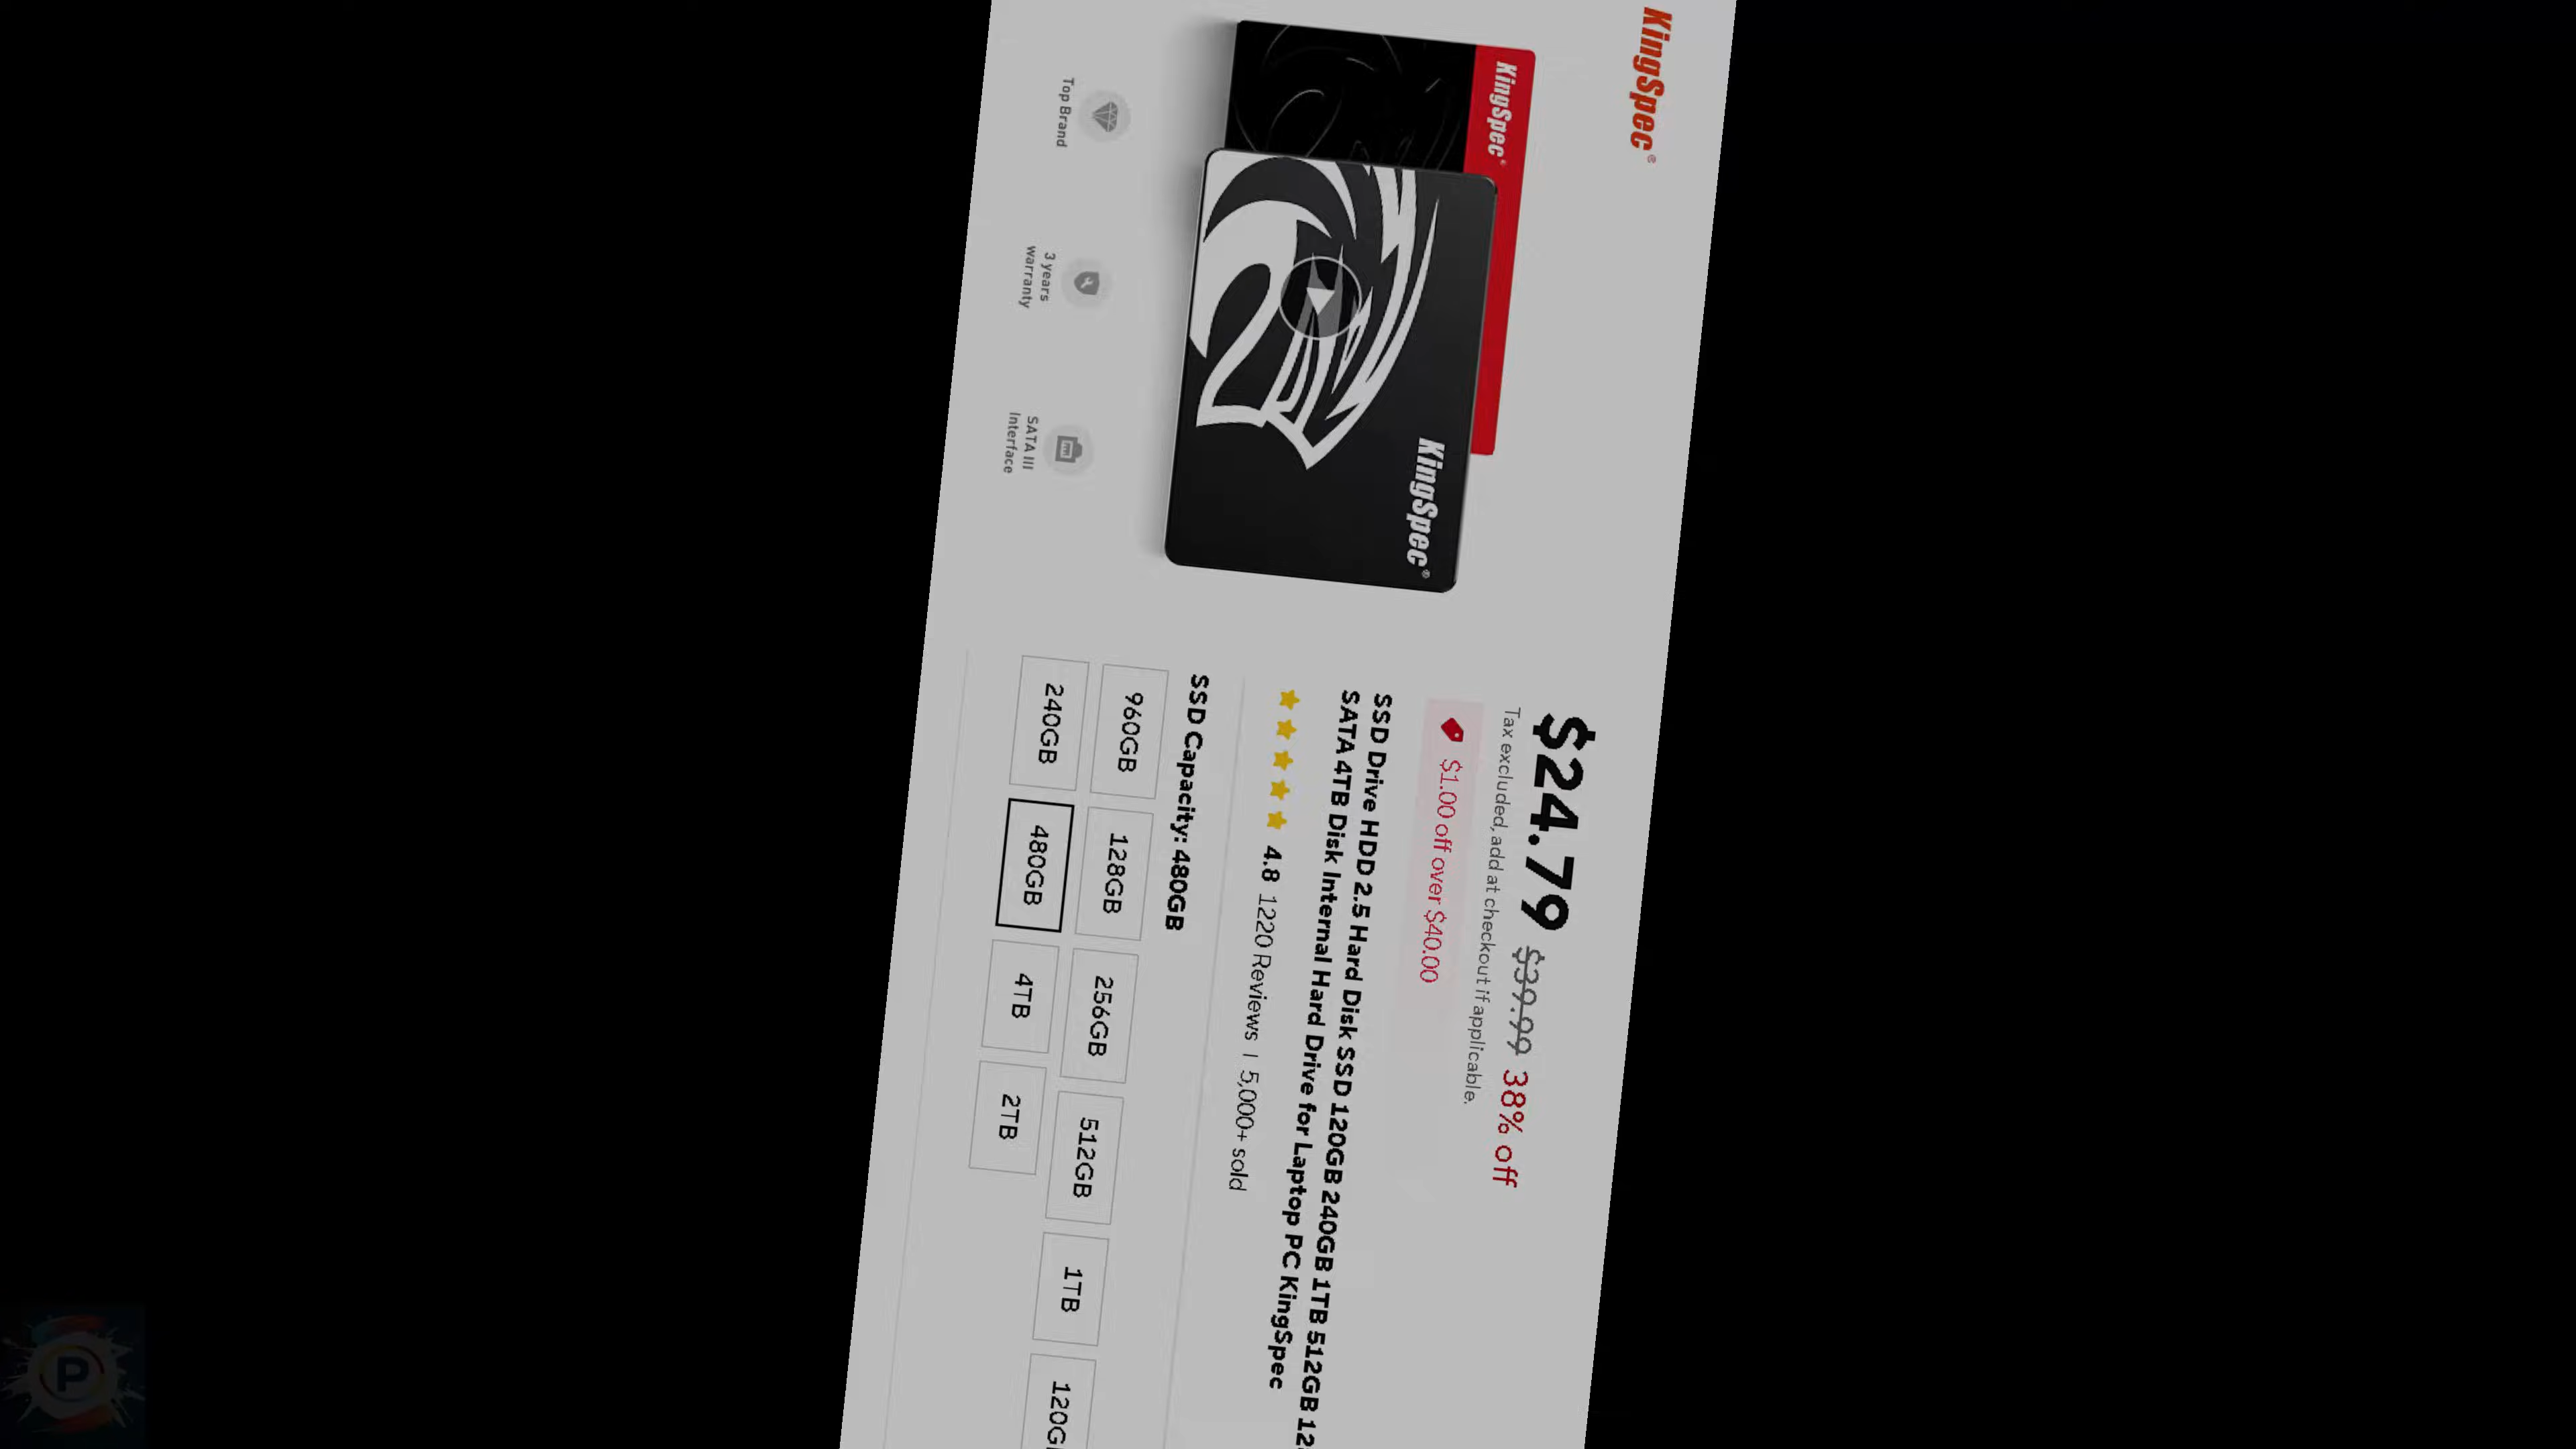 KingSpec®
KingSpec®
KingSpec®
Top Brand
3 years
warranty
SATA III
Interface
$24.79 $39.99 38% off
Tax excluded, add at checkout if applicable.
$1.00 off over $40.00
SSD Drive HDD 2.5 Hard Disk SSD 120GB 240GB 1TB 512GB
SATA 4TB Disk Internal Hard Drive for Laptop PC KingSpec
4.8 1220 Reviews | 5,000+ sold
SSD Capacity: 480GB
960GB 128GB 256GB 512GB 1TB
240GB 480GB 4TB 2TB
P